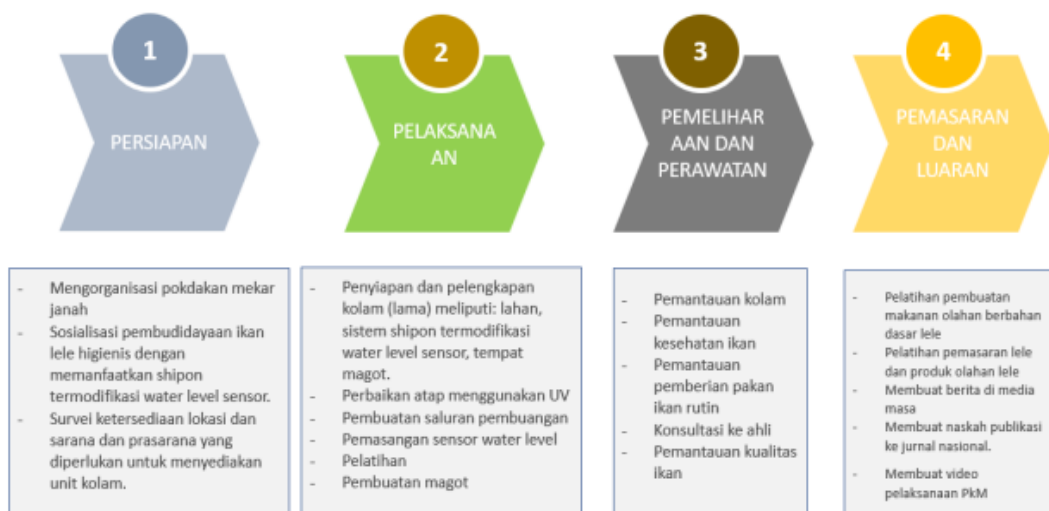 1
PERSIAPAN
2
PELAKSANA
AN
3
PEMELIHAR
AAN DAN
PERAWATAN
4
PEMASARAN
DAN
LUARAN
- Mengorganisasi pokdakan mekar
janah
- Sosialisasi pembudidayaan ikan
lele higienis dengan
memanfaatkan shipon
termodifikasi water level sensor.
- Survei ketersediaan lokasi dan
sarana dan prasarana yang
diperlukan untuk menyediakan
unit kolam.
- Penyiapan dan pelengkapan
kolam (lama) meliputi: lahan,
sistem shipon termodifikasi
water level sensor, tempat
magot.
- Perbaikan atap menggunakan UV
- Pembuatan saluran pembuangan
- Pemasangan sensor water level
- Pelatihan
- Pembuatan magot
- Pemantauan kolam
- Pemantauan
kesehatan ikan
- Pemantauan
pemberian pakan
ikan rutin
- Konsultasi ke ahli
- Pemantauan kualitas
ikan
- Pelatihan pembuatan
makanan olahan berbahan
dasar lele
- Pelatihan pemasaran lele
dan produk olahan lele
- Membuat berita di media
masa
- Membuat naskah publikasi
ke jurnal nasional.
- Membuat video
pelaksanaan PkM